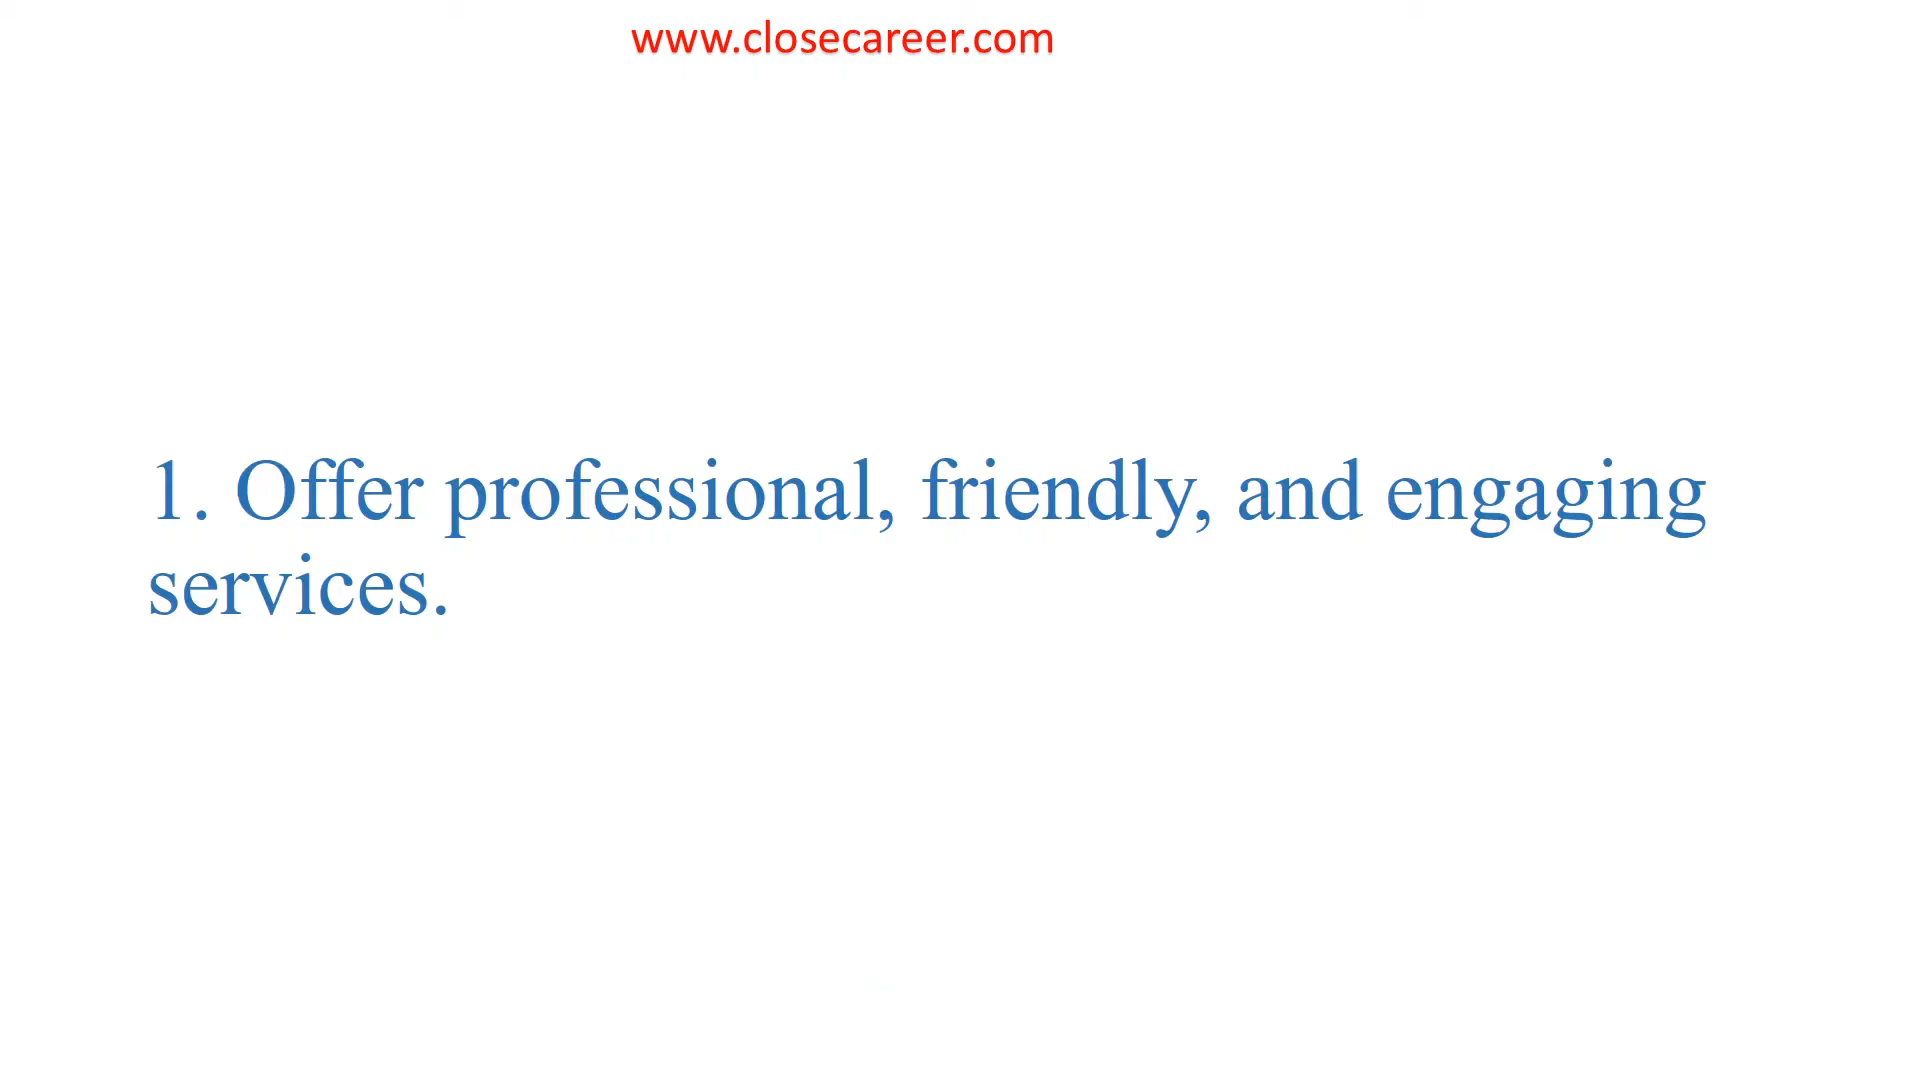 www.closecareer.com
1. Offer professional, friendly, and engaging
services.